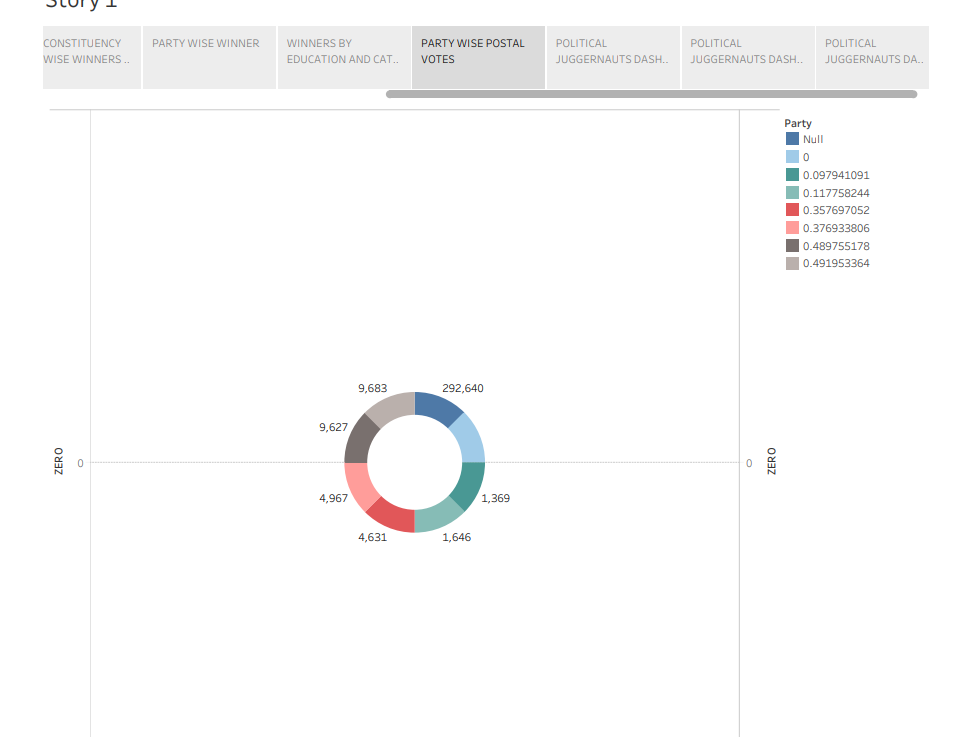 Story 1
CONSTITUENCY
WISE WINNERS ..
PARTY WISE WINNER
WINNERS BY
EDUCATION AND CAT..
PARTY WISE POSTAL
VOTES
POLITICAL
JUGGERNAUTS DASH..
POLITICAL
JUGGERNAUTS DASH..
POLITICAL
JUGGERNAUTS DA..
Party
Null
0
0.097941091
0.117758244
0.357697052
0.376933806
0.489755178
0.491953364
9,683
292,640
9,627
ZERO
0
0
ZERO
4,967
1,369
4,631
1,646